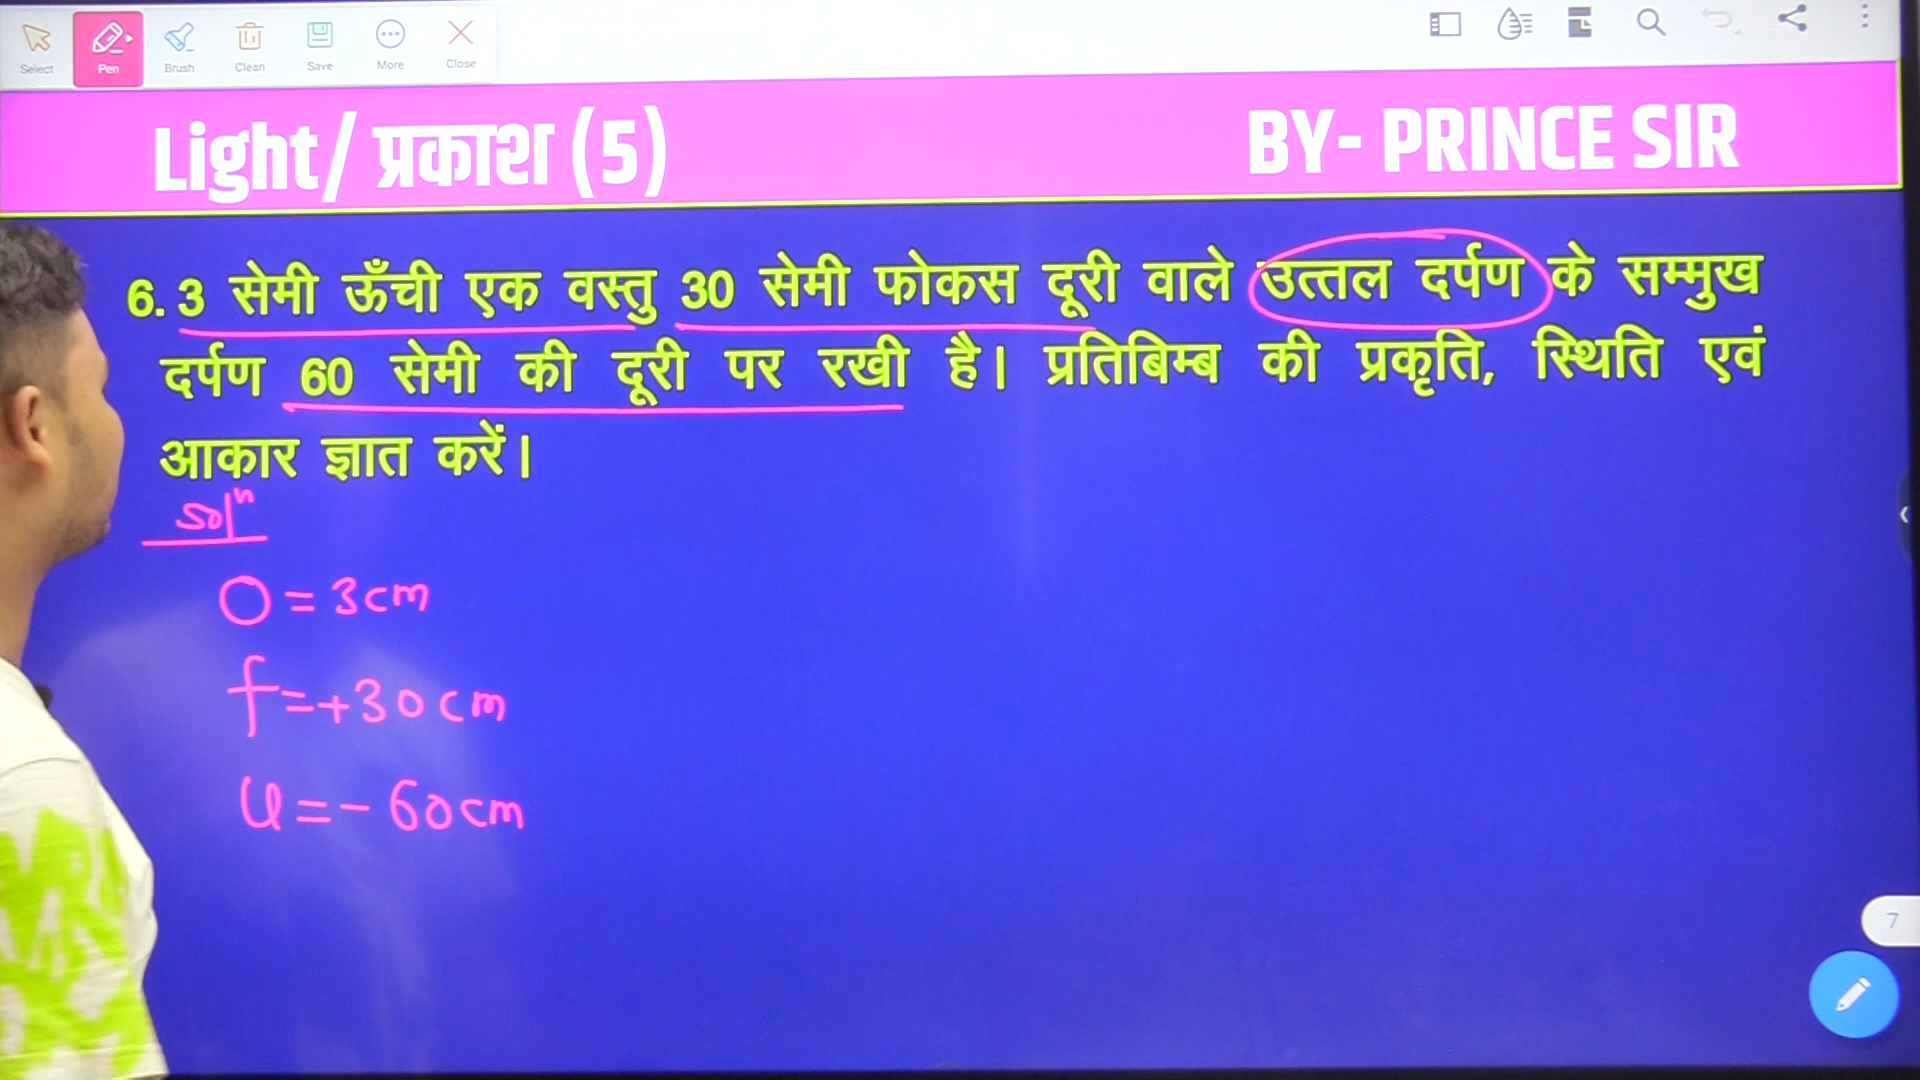 Select Pen Brush Clean Save More Close
Light/ प्रकाश (5)
BY- PRINCE SIR
6. 3 सेमी ऊँची एक वस्तु 30 सेमी फोकस दूरी वाले उत्तल दर्पण के सम्मुख
दर्पण 60 सेमी की दूरी पर रखी है। प्रतिबिम्ब की प्रकृति, स्थिति एवं
आकार ज्ञात करें।
Solⁿ
O = 3cm
f = +30cm
u = - 60cm
7